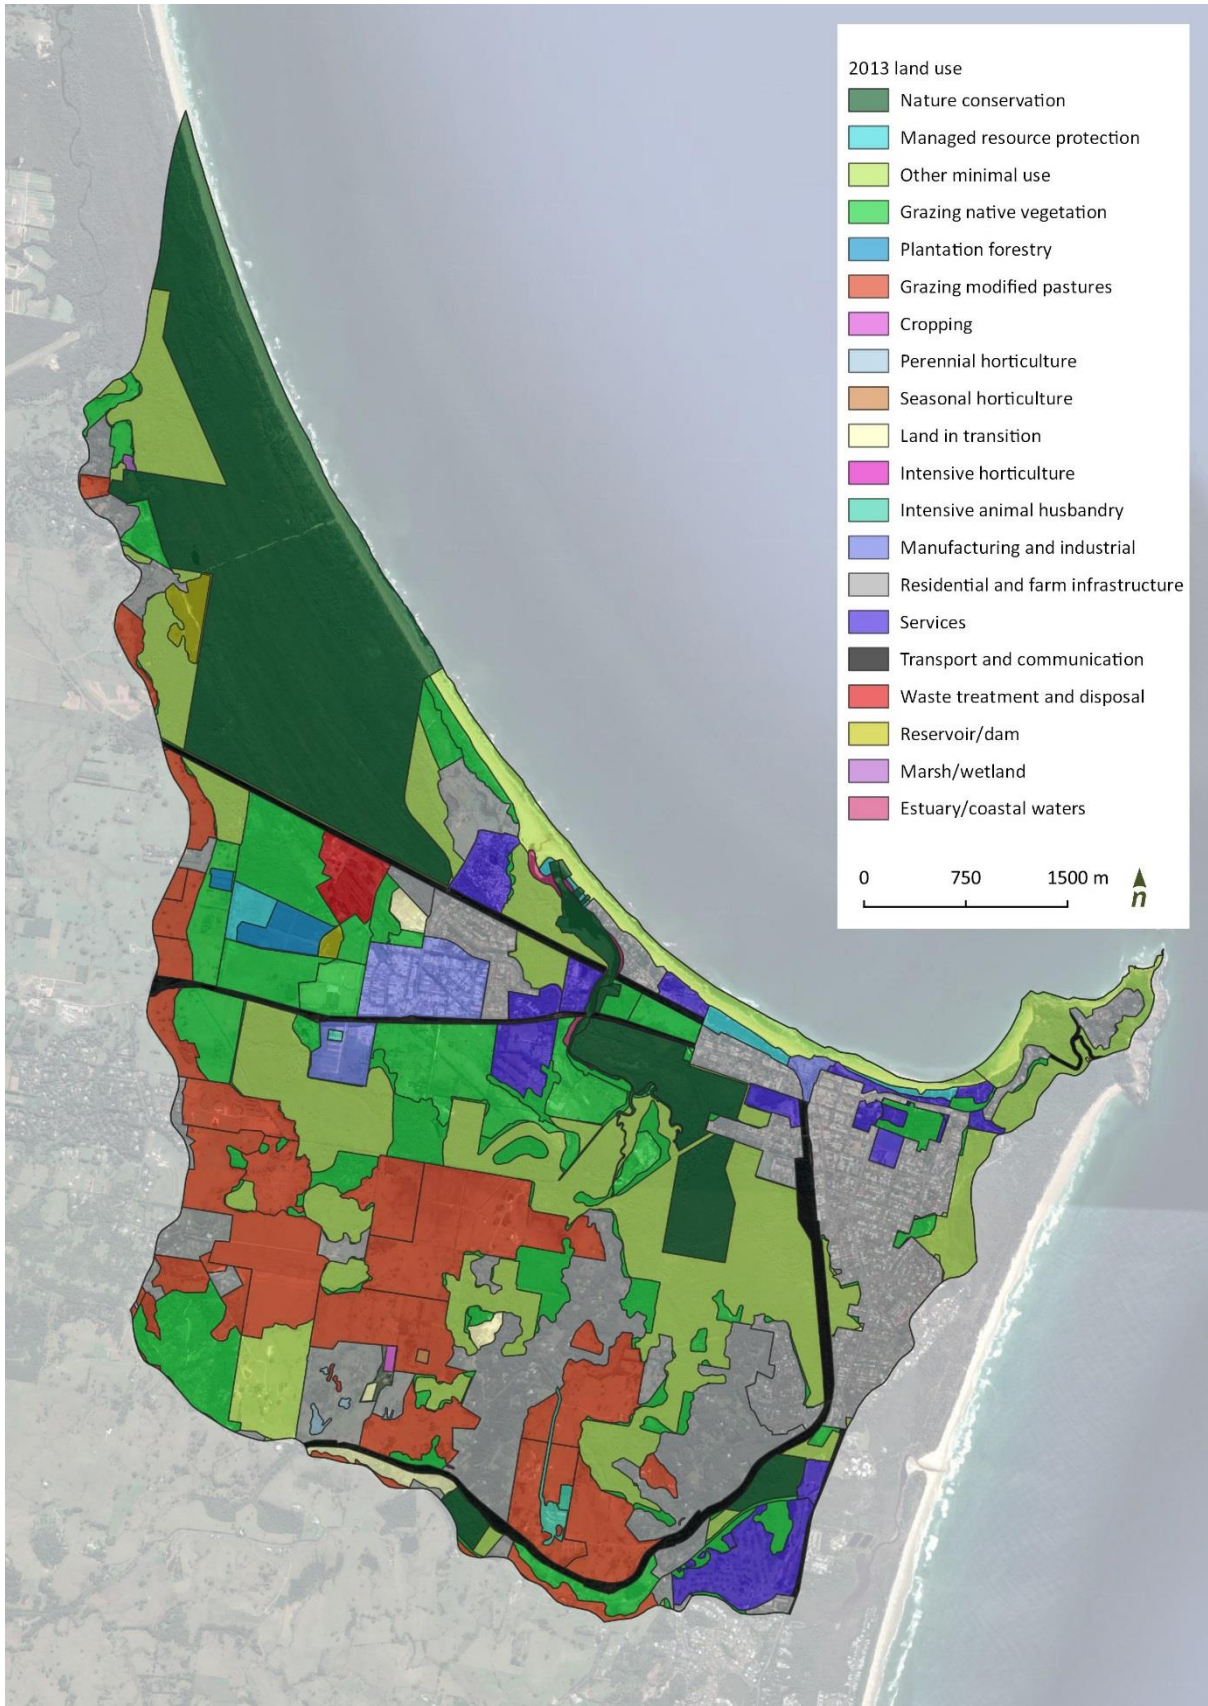 2013 land use
Nature conservation
Managed resource protection
Other minimal use
Grazing native vegetation
Plantation forestry
Grazing modified pastures
Cropping
Perennial horticulture
Seasonal horticulture
Land in transition
Intensive horticulture
Intensive animal husbandry
Manufacturing and industrial
Residential and farm infrastructure
Services
Transport and communication
Waste treatment and disposal
Reservoir/dam
Marsh/wetland
Estuary/coastal waters
0 750 1500 m n